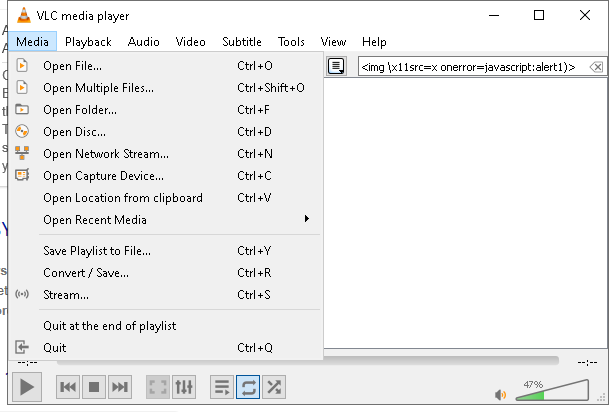 VLC media player
Media Playback Audio Video Subtitle Tools View Help
<img \x11src=x onerror=javascript:alert1)>
Open File... Ctrl+O
Open Multiple Files... Ctrl+Shift+O
Open Folder... Ctrl+F
Open Disc... Ctrl+D
Open Network Stream... Ctrl+N
Open Capture Device... Ctrl+C
Open Location from clipboard Ctrl+V
Open Recent Media
Save Playlist to File... Ctrl+Y
Convert / Save... Ctrl+R
Stream... Ctrl+S
Quit at the end of playlist
Quit Ctrl+Q
--:-- --:--
47%